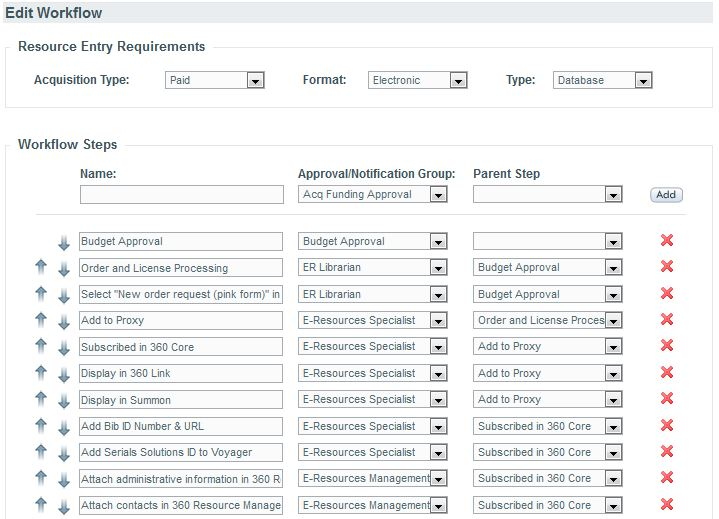 Edit Workflow
Resource Entry Requirements
Acquisition Type: Paid Format: Electronic Type: Database
Workflow Steps
Name: Approval/Notification Group: Parent Step
Acq Funding Approval Add
Budget Approval Budget Approval
Order and License Processing ER Librarian Budget Approval
Select "New order request (pink form)" in ER Librarian Budget Approval
Add to Proxy E-Resources Specialist Order and License Proces
Subscribed in 360 Core E-Resources Specialist Add to Proxy
Display in 360 Link E-Resources Specialist Add to Proxy
Display in Summon E-Resources Specialist Add to Proxy
Add Bib ID Number & URL E-Resources Specialist Subscribed in 360 Core
Add Serials Solutions ID to Voyager E-Resources Specialist Subscribed in 360 Core
Attach administrative information in 360 R E-Resources Management Subscribed in 360 Core
Attach contacts in 360 Resource Manage E-Resources Management Subscribed in 360 Core